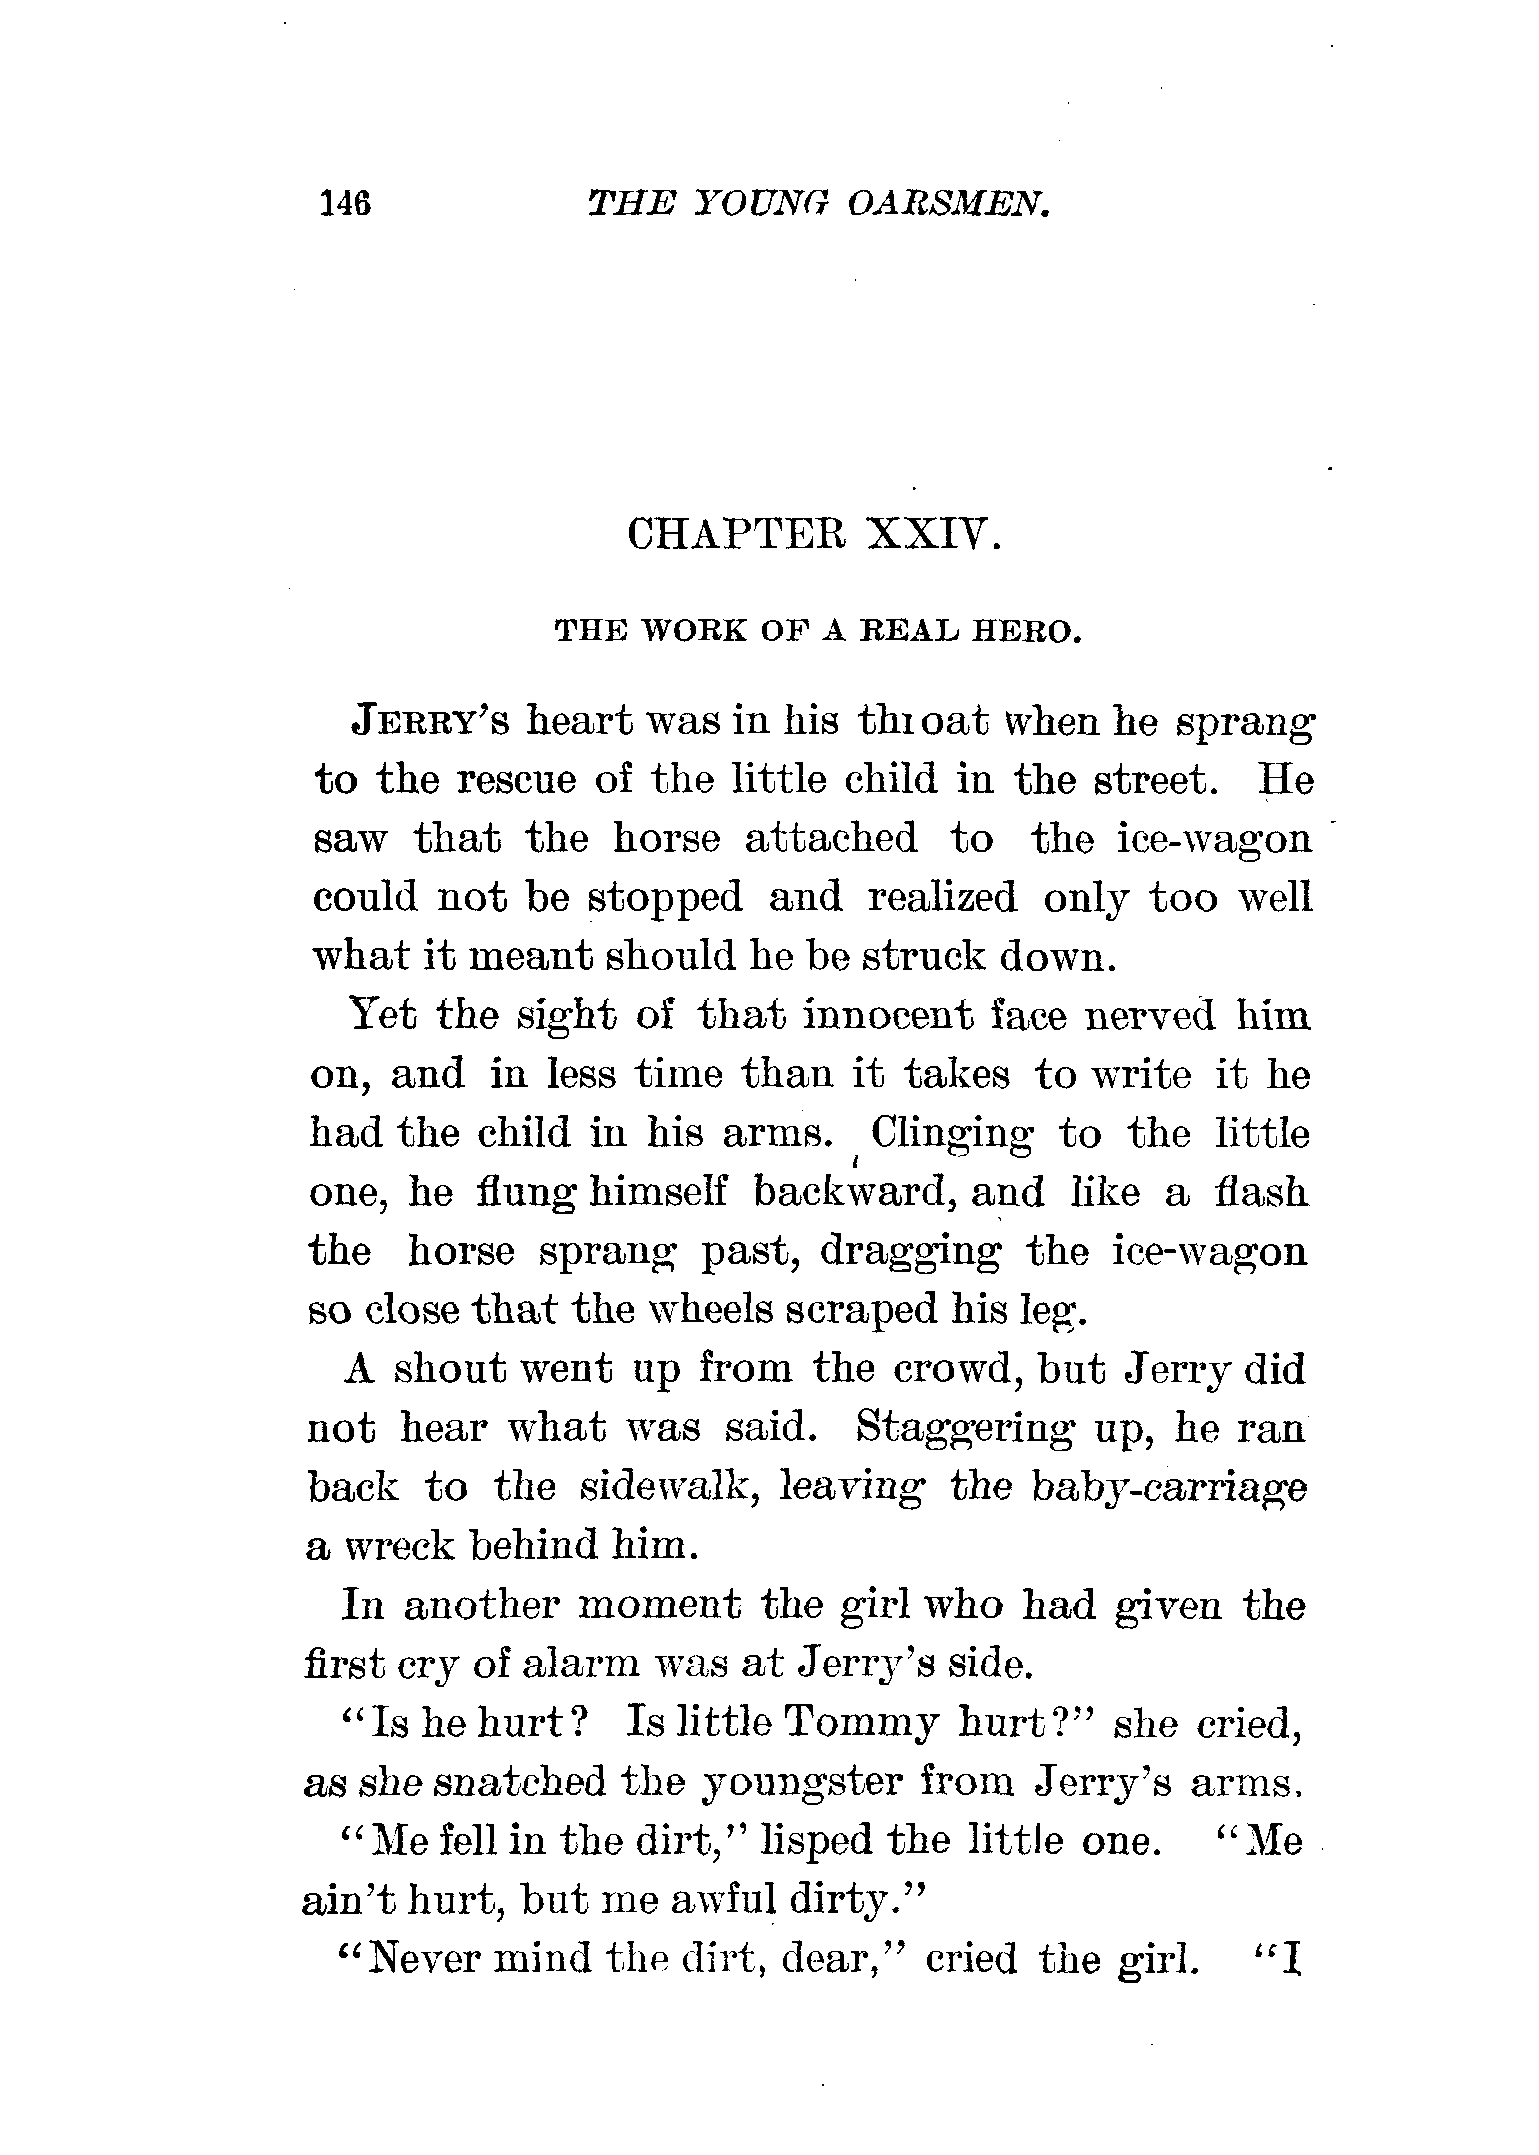 146 THE YOUNG OARSMEN.
CHAPTER XXIV.
THE WORK OF A REAL HERO.
JERRY'S heart was in his throat when he sprang
to the rescue of the little child in the street. He
saw that the horse attached to the ice-wagon
could not be stopped and realized only too well
what it meant should he be struck down.
Yet the sight of that innocent face nerved him
on, and in less time than it takes to write it he
had the child in his arms. Clinging to the little
one, he flung himself backward, and like a flash
the horse sprang past, dragging the ice-wagon
so close that the wheels scraped his leg.
A shout went up from the crowd, but Jerry did
not hear what was said. Staggering up, he ran
back to the sidewalk, leaving the baby-carriage
a wreck behind him.
In another moment the girl who had given the
first cry of alarm was at Jerry's side.
"Is he hurt? Is little Tommy hurt?" she cried,
as she snatched the youngster from Jerry's arms.
"Me fell in the dirt," lisped the little one. "Me
ain't hurt, but me awful dirty."
"Never mind the dirt, dear," cried the girl. "I